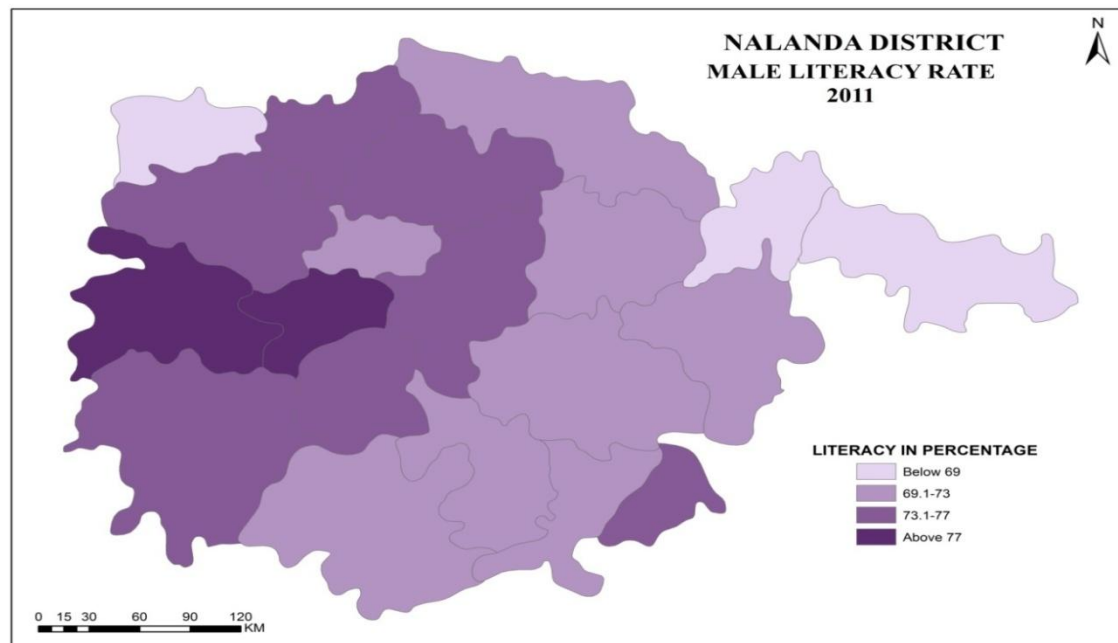 NALANDA DISTRICT
MALE LITERACY RATE
2011
N
LITERACY IN PERCENTAGE
Below 69
69.1-73
73.1-77
Above 77
0 15 30 60 90 120
KM